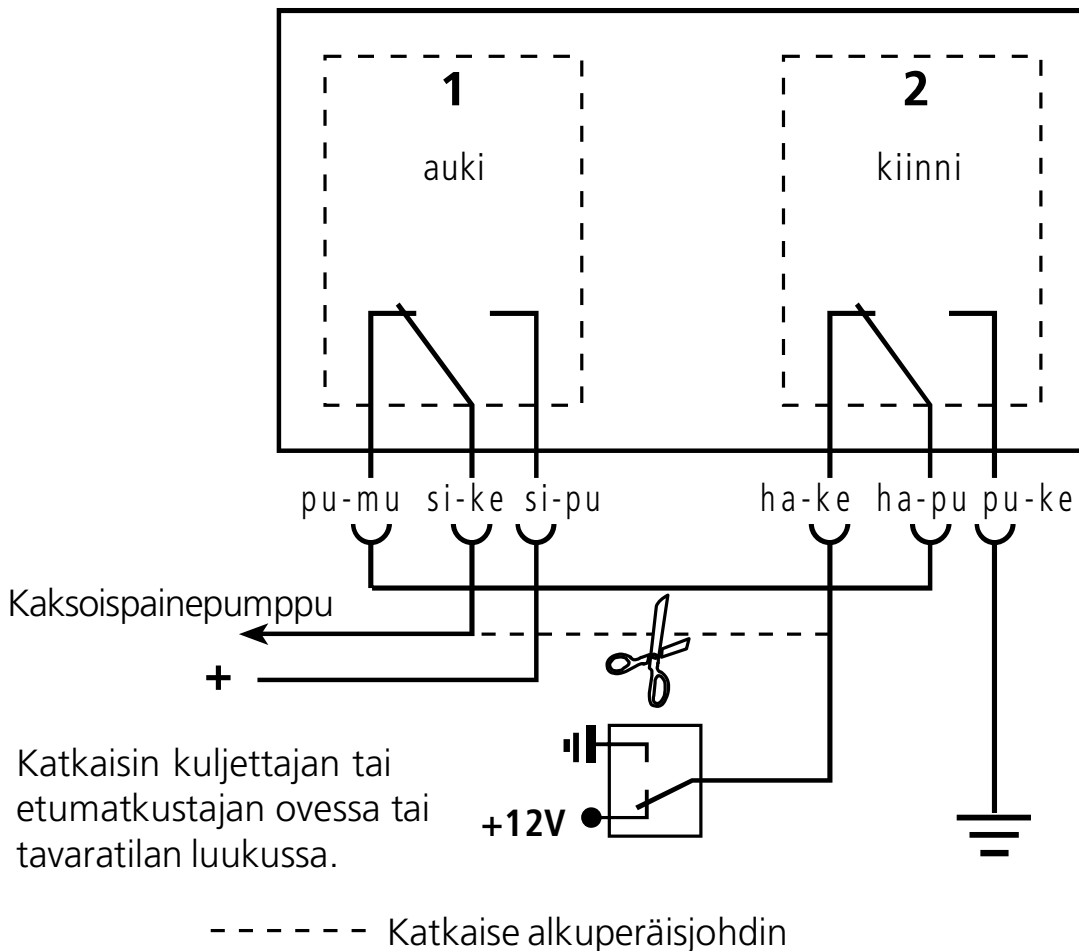 1
2
auki
kiinni
pu-mu si-ke si-pu
ha-ke ha-pu pu-ke
Kaksoispainepumppu
+
Katkaisin kuljettajan tai
etumatkustajan ovessa tai
tavaratilan luukussa.
+12V
Katkaise alkuperäisjohdin